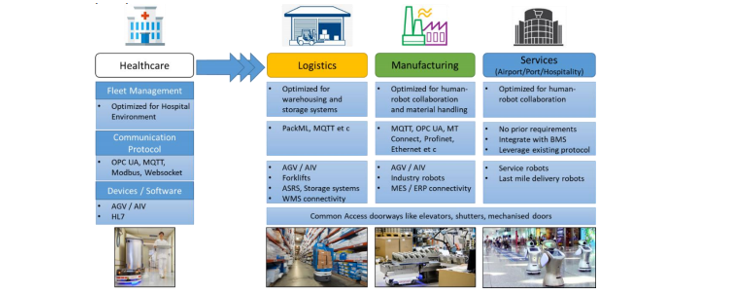 Healthcare
Fleet Management
• Optimized for Hospital
Environment
Communication
Protocol
• OPC UA, MQTT,
Modbus, Websocket
Devices / Software
• AGV / AIV
• HL7
Logistics
• Optimized for
warehousing and
storage systems
• PackML, MQTT et c
• AGV / AIV
• Forklifts
• ASRS, Storage systems
• WMS connectivity
Manufacturing
• Optimized for human-
robot collaboration
and material handling
• MQTT, OPC UA, MT
Connect, Profinet,
Ethernet et c
• AGV / AIV
• Industry robots
• MES / ERP connectivity
Services
(Airport/Port/Hospitality)
• Optimized for human-
robot collaboration
• No prior requirements
• Integrate with BMS
• Leverage existing protocol
• Service robots
• Last mile delivery robots
Common Access doorways like elevators, shutters, mechanised doors